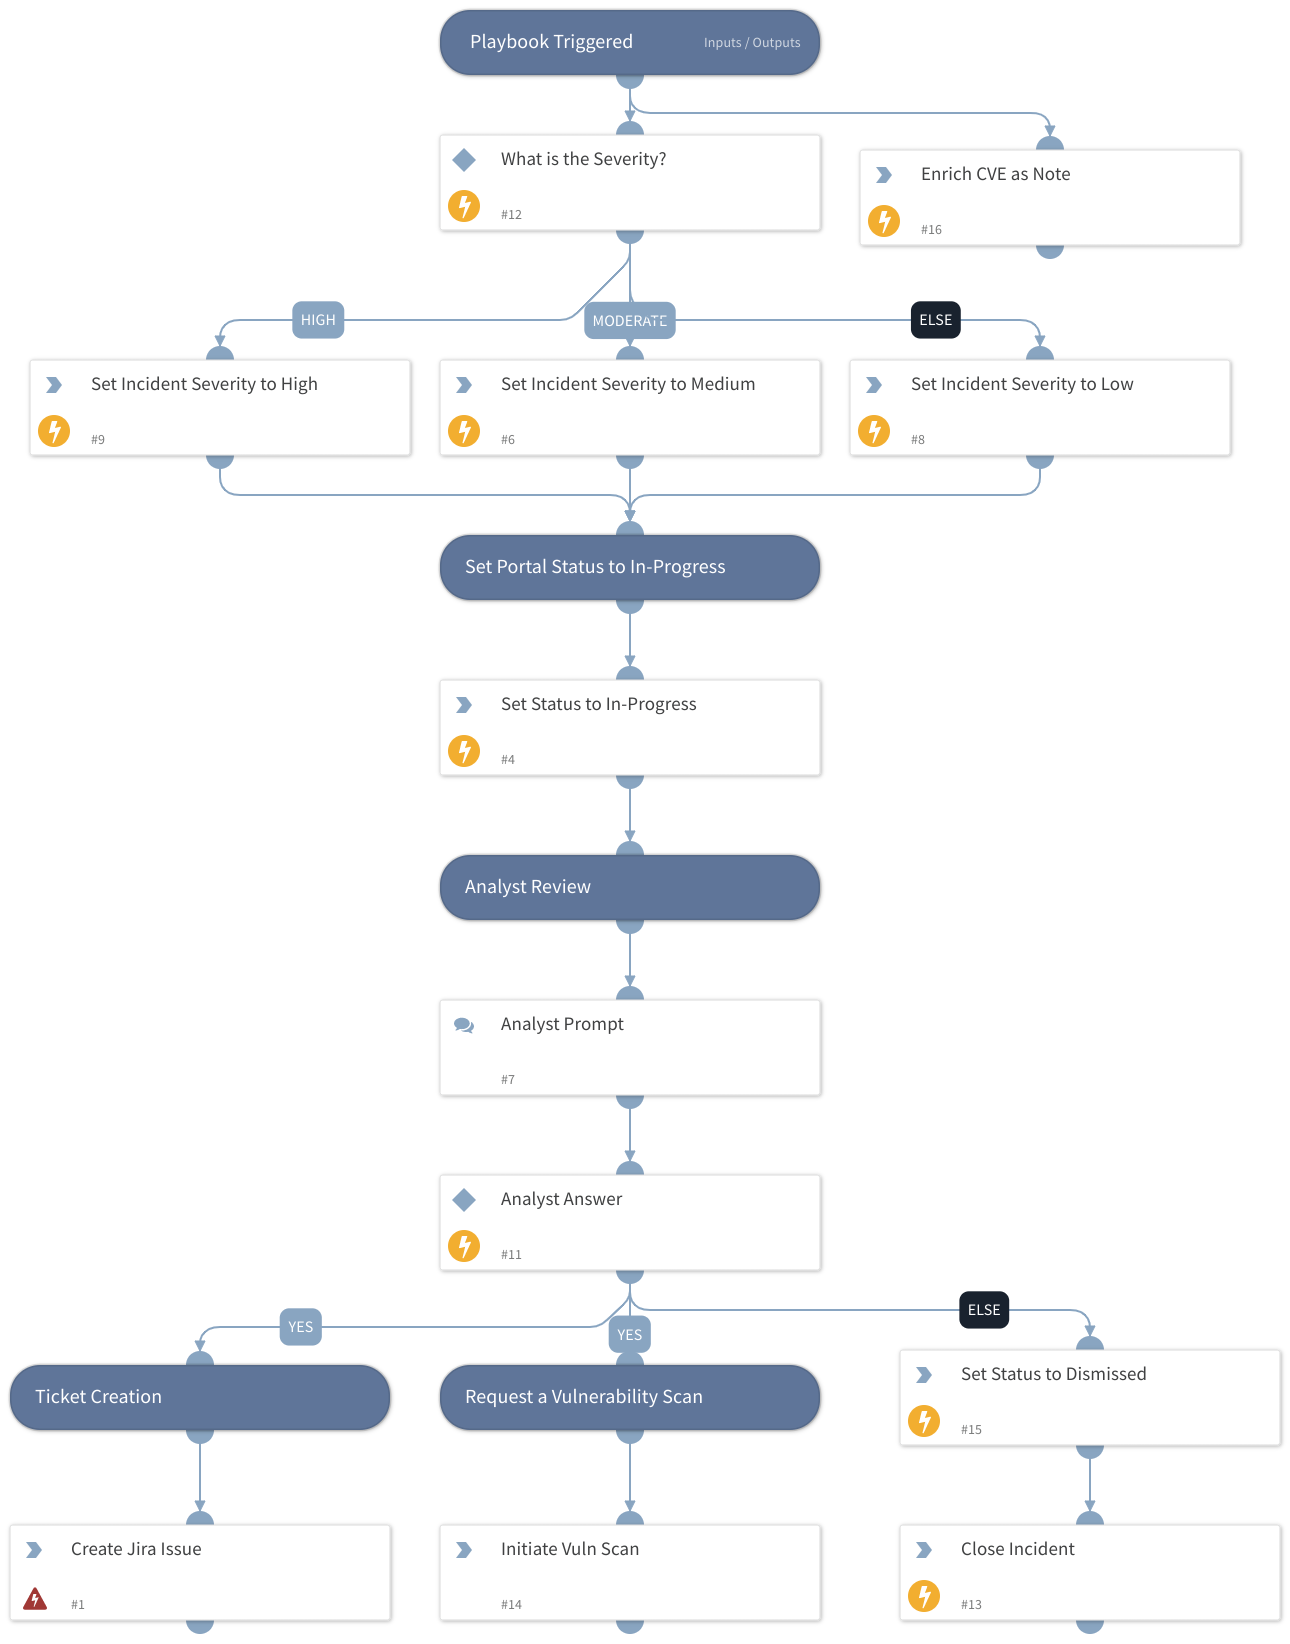 Playbook Triggered
Inputs / Outputs
What is the Severity?
#12
Enrich CVE as Note
#16
HIGH
MODERATE
ELSE
Set Incident Severity to High
#9
Set Incident Severity to Medium
#6
Set Incident Severity to Low
#8
Set Portal Status to In-Progress
Set Status to In-Progress
#4
Analyst Review
Analyst Prompt
#7
Analyst Answer
#11
YES
YES
ELSE
Ticket Creation
Request a Vulnerability Scan
Set Status to Dismissed
#15
Create Jira Issue
#1
Initiate Vuln Scan
#14
Close Incident
#13